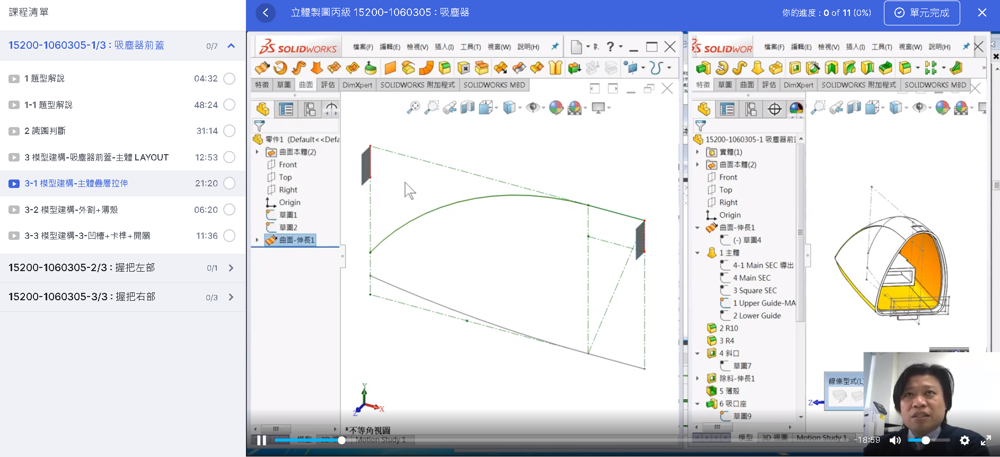 課程清單
15200-1060305-1/3 : 吸塵器前蓋
0/7
1 題型解說
04:32
1-1 題型解說
48:24
2 識圖判斷
31:14
3 模型建構-吸塵器前蓋-主體 LAYOUT
12:53
3-1 模型建構-主體疊層拉伸
21:20
3-2 模型建構-外割+薄殼
06:20
3-3 模型建構-3-凹槽+卡榫+開關
11:36
15200-1060305-2/3 : 握把左部
0/1
15200-1060305-3/3 : 握把右部
0/3
立體製圖丙級 15200-1060305 : 吸塵器
你的進度 : 0 of 11 (0%)
單元完成
SOLIDWORKS
檔案(F) 編輯(E) 檢視(V) 插入(I) 工具(T) 視窗(W) 說明(H)
特徵 草圖 曲面 評估 DimXpert SOLIDWORKS 附加程式 SOLIDWORKS MBD
零件1 (Default<<Defa
曲面本體(2)
Front
Top
Right
Origin
草圖1
草圖2
曲面-伸長1
Y
X
Z
*不等角視圖
模型
Motion Study 1
SOLIDWOR
檔案(F) 編輯(E) 檢視(V) 插入(I) 工具(T) 視窗(W) 說明(H)
特徵 草圖 曲面 評估 DimXpert SOLIDWORKS 附加程式 SOLIDWORKS MBD
15200-1060305-1 吸塵器前
實體(1)
曲面本體(2)
Front
Top
Right
Origin
曲面-伸長1
(-) 草圖4
1 主體
4-1 Main SEC 導出
4 Main SEC
3 Square SEC
1 Upper Guide-MA
2 Lower Guide
2 R10
3 R4
4 斜口
草圖7
除料-伸長1
5 薄殼
6 吸口座
草圖9
線條型式(L)
Z
模型 3D 視圖 Motion Study 1
-18:59